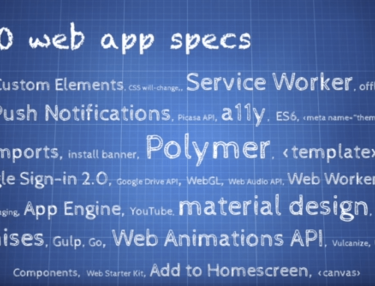 0 web app specs
Custom Elements, CSS will-change,, Service Worker, offl
Push Notifications, Picasa API, a11y, ES6, <meta name="them
mports, install banner, Polymer, <template>
le Sign-in 2.0, Google Drive API, WebGL, Web Audio API, Web Worker
ging, App Engine, YouTube, material design,
ises, Gulp, Go, Web Animations API, Vulcanize,
Components, Web Starter Kit, Add to Homescreen, <canvas>